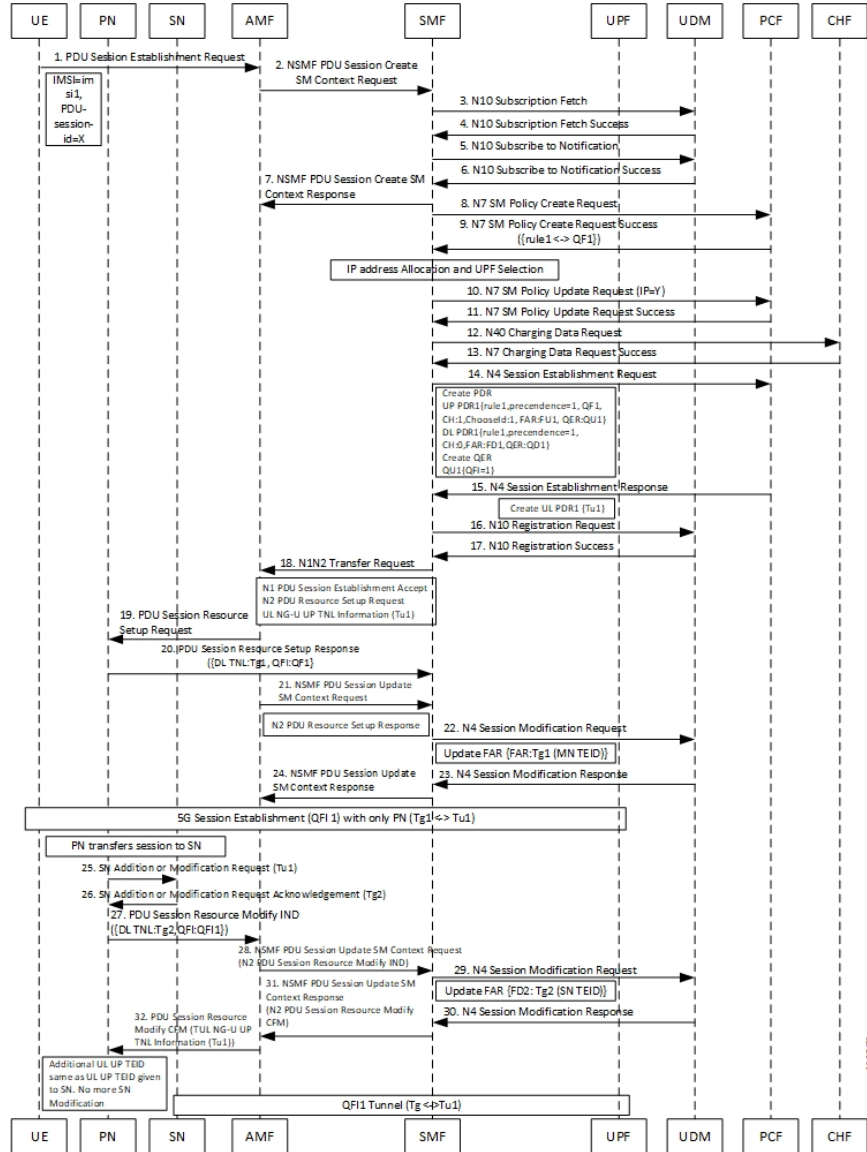 UE PN SN AMF SMF UPF UDM PCF CHF
1. PDU Session Establishment Request
IMSI=im
si1,
PDU-
session-
id=X
2. NSMF PDU Session Create
SM Context Request
3. N10 Subscription Fetch
4. N10 Subscription Fetch Success
5. N10 Subscribe to Notification
6. N10 Subscribe to Notification Success
7. NSMF PDU Session Create SM
Context Response
8. N7 SM Policy Create Request
9. N7 SM Policy Create Request Success
({rule1 <-> QF1})
IP address Allocation and UPF Selection
10. N7 SM Policy Update Request (IP=Y)
11. N7 SM Policy Update Request Success
12. N40 Charging Data Request
13. N7 Charging Data Request Success
14. N4 Session Establishment Request
Create PDR
UP PDR1{rule1,precendence=1, QF1,
CH:1,ChooseId:1, FAR:FU1, QER:QU1}
DL PDR1{rule1,precedence=1,
CH:0,FAR:FD1,QER:QD1}
Create QER
QU1{QFI=1}
15. N4 Session Establishment Response
Create UL PDR1 {Tu1}
16. N10 Registration Request
17. N10 Registration Success
18. N1N2 Transfer Request
N1 PDU Session Establishment Accept
N2 PDU Resource Setup Request
UL NG-U UP TNL Information (Tu1)
19. PDU Session Resource
Setup Request
20. PDU Session Resource Setup Response
({DL TNL:Tg1, QFI:QF1}
21. NSMF PDU Session Update
SM Context Request
N2 PDU Resource Setup Response
22. N4 Session Modification Request
Update FAR {FAR:Tg1 (MN TEID)}
23. N4 Session Modification Response
24. NSMF PDU Session Update
SM Context Response
5G Session Establishment (QFI 1) with only PN (Tg1 <-> Tu1)
PN transfers session to SN
25. SN Addition or Modification Request (Tu1)
26. SN Addition or Modification Request Acknowledgement (Tg2)
27. PDU Session Resource Modify IND
({DL TNL:Tg2,QFI:QFI1})
28. NSMF PDU Session Update SM Context Request
(N2 PDU Session Resource Modify IND)
29. N4 Session Modification Request
Update FAR {FD2: Tg2 (SN TEID)}
30. N4 Session Modification Response
31. NSMF PDU Session Update SM
Context Response
(N2 PDU Session Resource Modify
CFM)
32. PDU Session Resource
Modify CFM (TUL NG-U UP
TNL Information (Tu1))
Additional UL UP TEID
same as UL UP TEID given
to SN. No more SN
Modification
QFI1 Tunnel (Tg <->Tu1)
UE PN SN AMF SMF UPF UDM PCF CHF